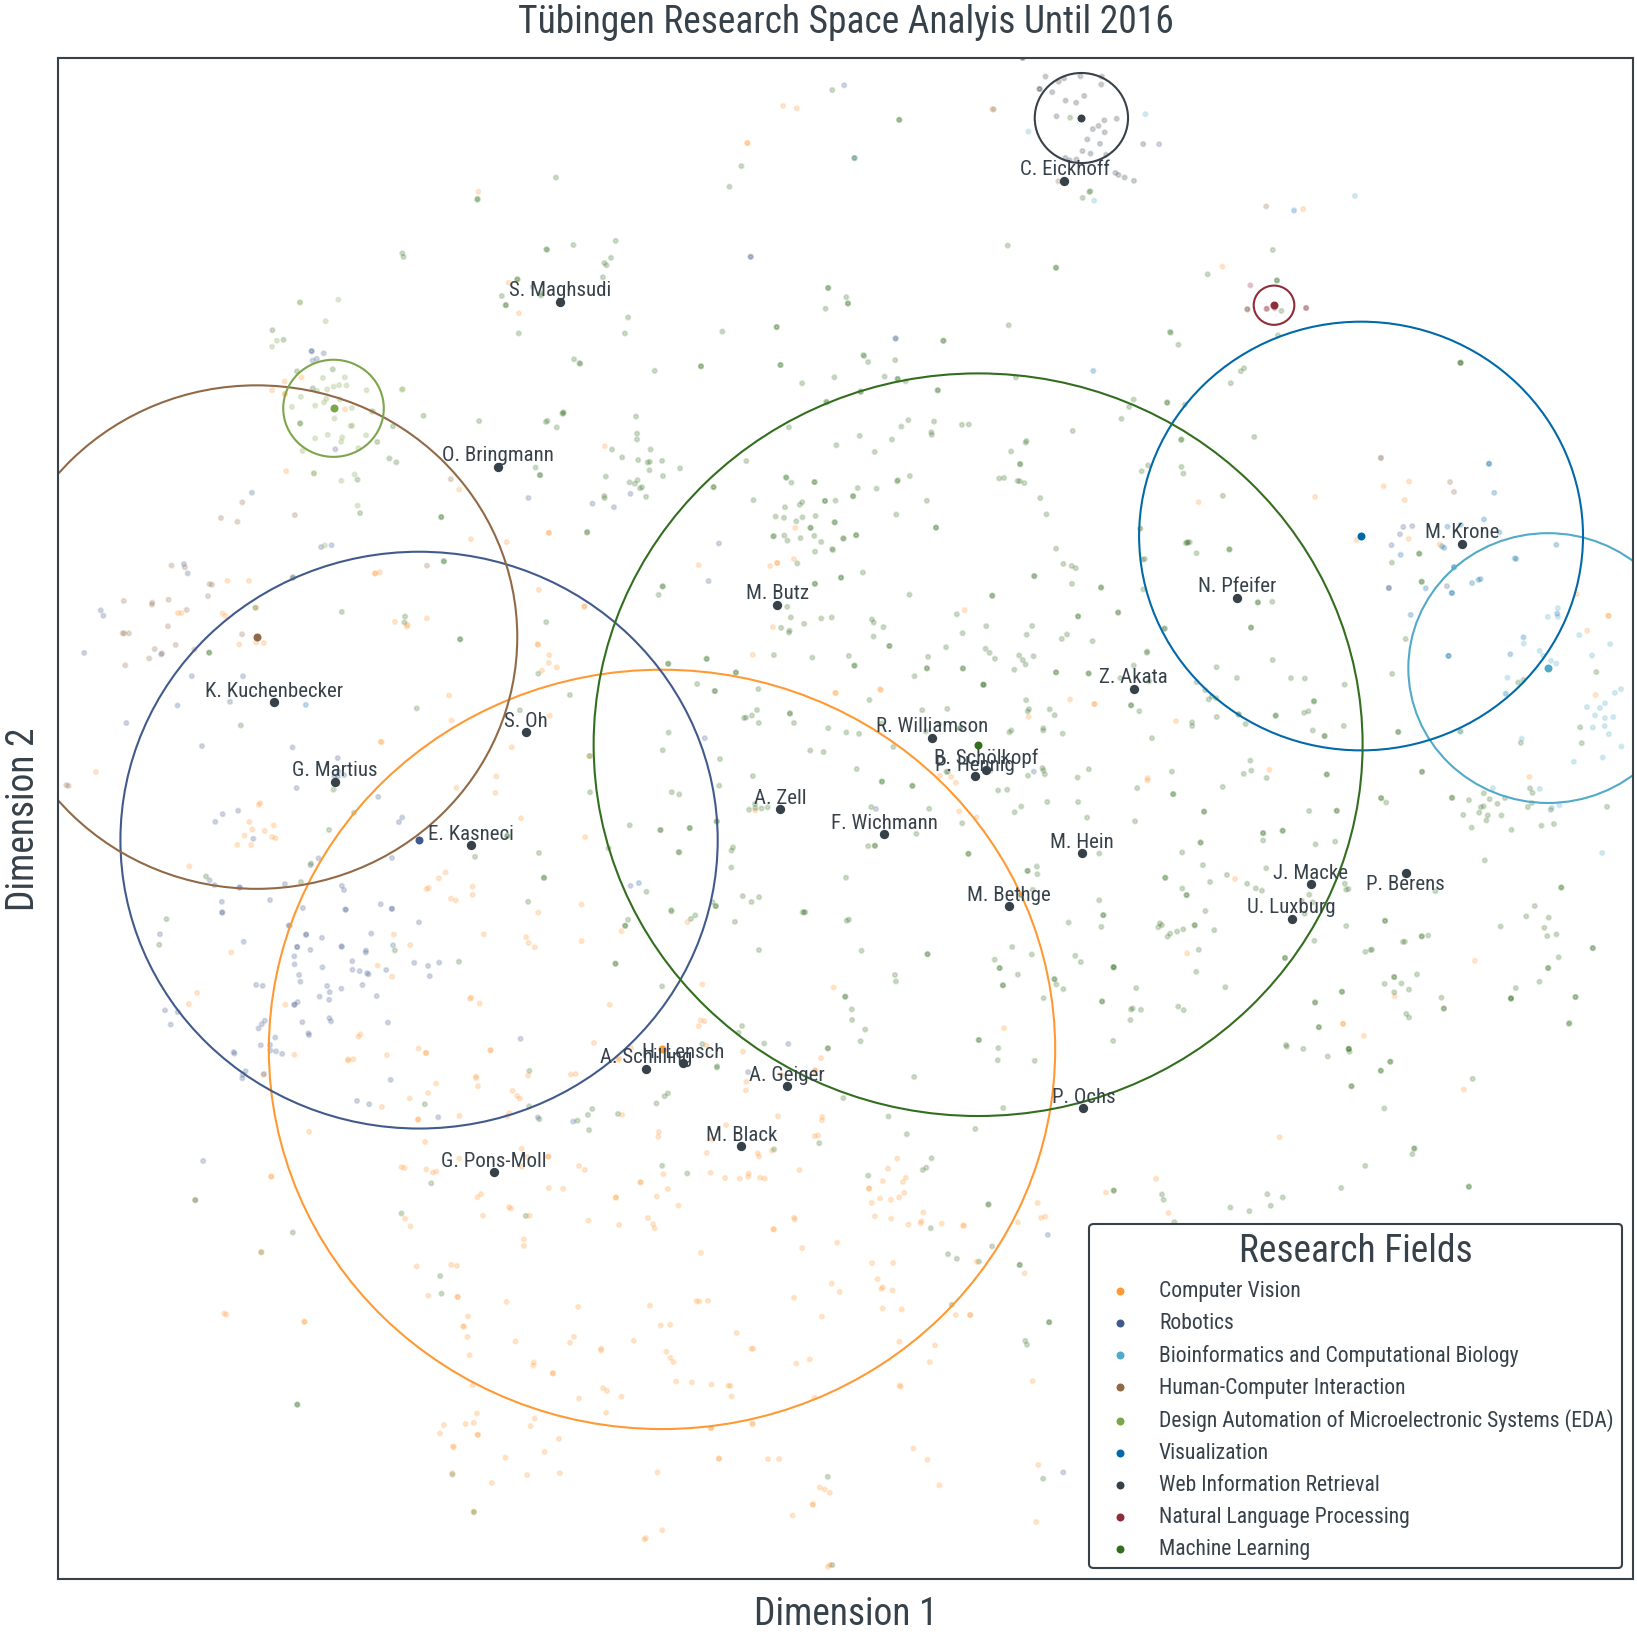 Tübingen Research Space Analyis Until 2016
C. Eickhoff
S. Maghsudi
O. Bringmann
M. Krone
N. Pfeifer
M. Butz
Z. Akata
K. Kuchenbecker
S. Oh
R. Williamson
B. Schölkopf
P. Hennig
G. Martius
A. Zell
F. Wichmann
E. Kasneci
M. Hein
J. Macke
P. Berens
M. Bethge
U. Luxburg
H. Lensch
A. Schilling
A. Geiger
P. Ochs
M. Black
G. Pons-Moll
Dimension 2
Dimension 1
Research Fields
Computer Vision
Robotics
Bioinformatics and Computational Biology
Human-Computer Interaction
Design Automation of Microelectronic Systems (EDA)
Visualization
Web Information Retrieval
Natural Language Processing
Machine Learning